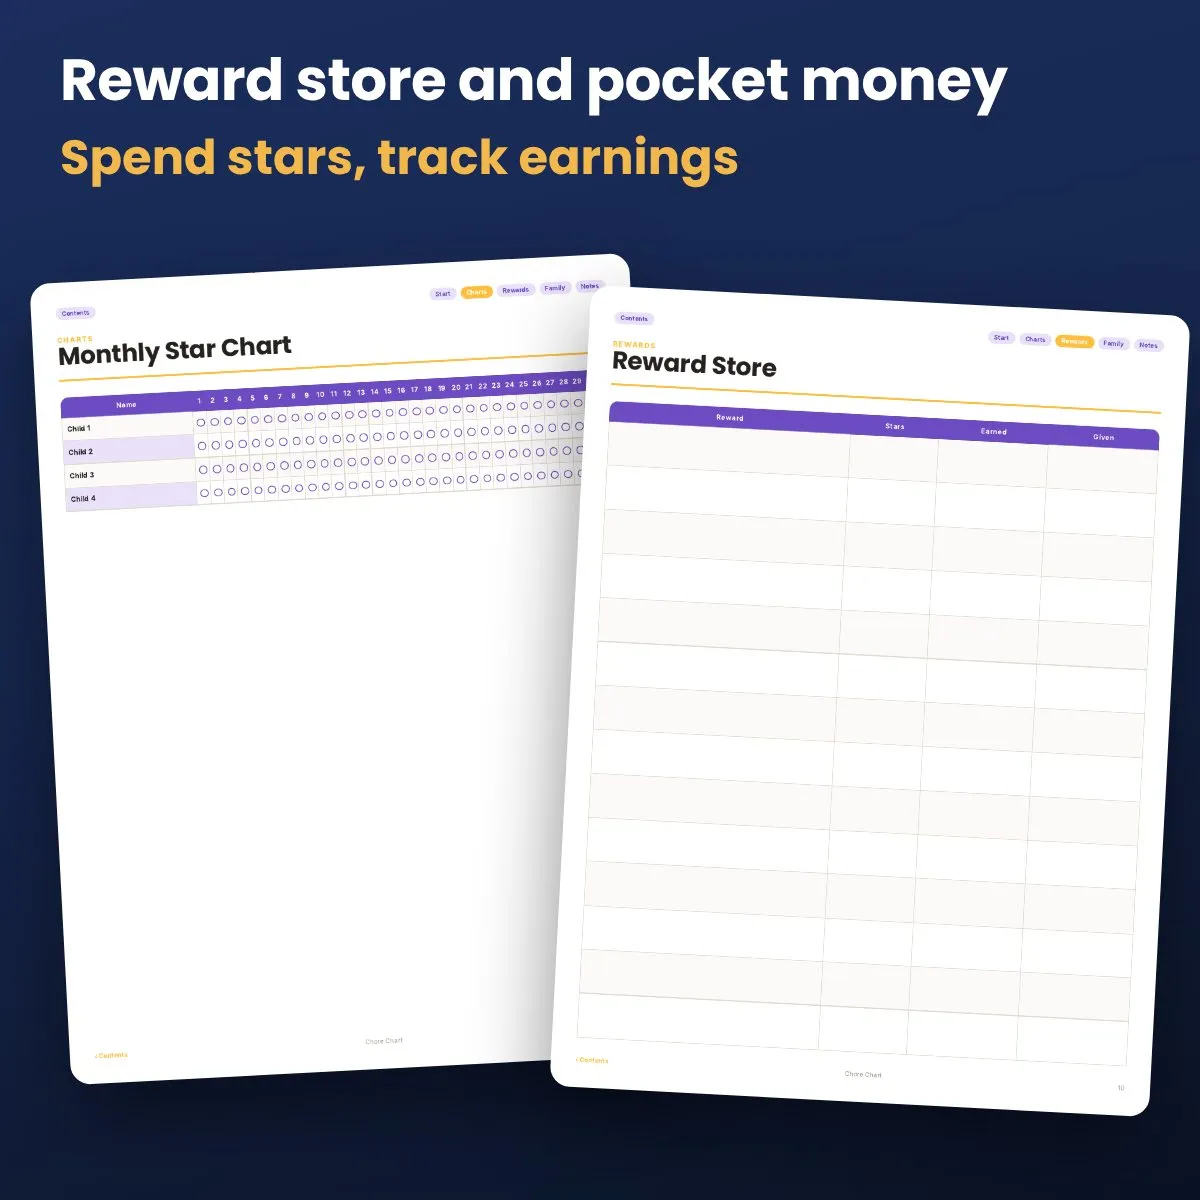 Reward store and pocket money
Spend stars, track earnings
Contents
Start Charts Rewards Family Notes
CHARTS
Monthly Star Chart
Name 1 2 3 4 5 6 7 8 9 10 11 12 13 14 15 16 17 18 19 20 21 22 23 24 25 26 27 28 29
Child 1
Child 2
Child 3
Child 4
‹ Contents
Chore Chart
Contents
Start Charts Rewards Family Notes
REWARDS
Reward Store
Reward Stars Earned Given
‹ Contents
Chore Chart
10